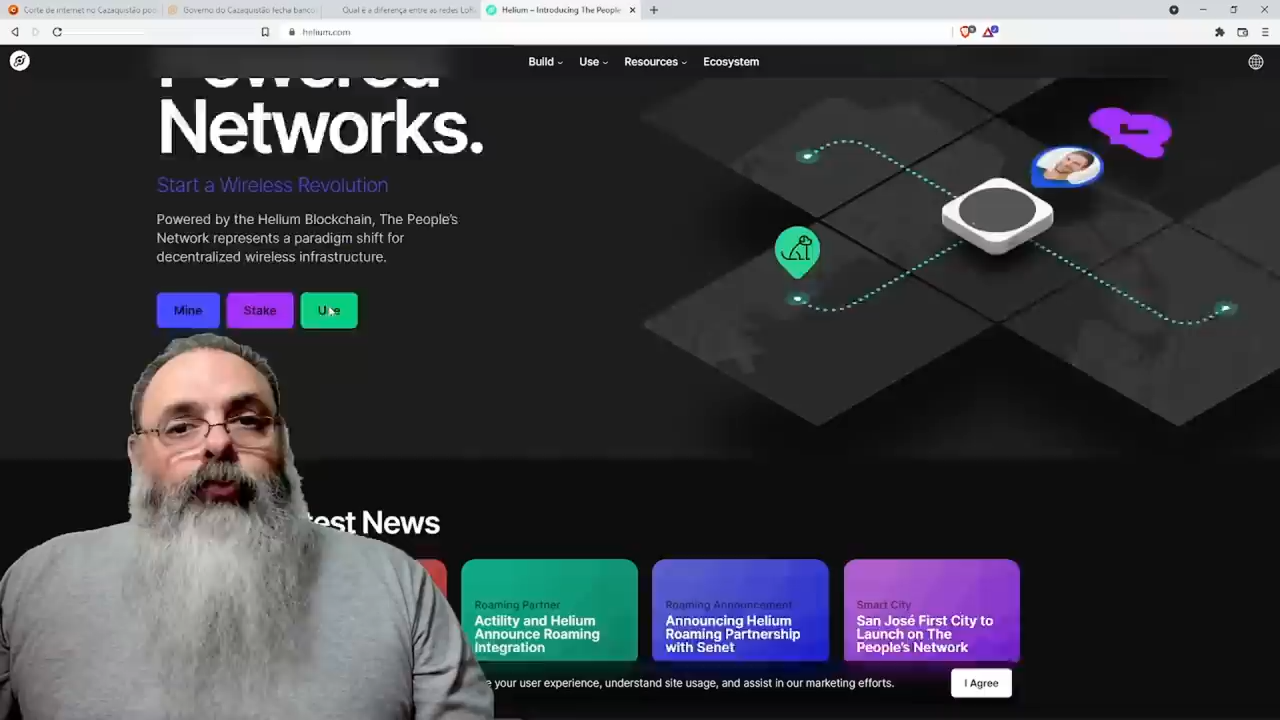 Corte de internet no Cazaquistão po
Governo do Cazaquistão fecha banco
Qual é a diferença entre as redes LoR
Helium – Introducing The People
helium.com
Build
Use
Resources
Ecosystem
Powered
Networks.
Start a Wireless Revolution
Powered by the Helium Blockchain, The People's
Network represents a paradigm shift for
decentralized wireless infrastructure.
Mine
Stake
Use
test News
Roaming Partner
Actility and Helium
Announce Roaming
Integration
Roaming Announcement
Announcing Helium
Roaming Partnership
with Senet
Smart City
San José First City to
Launch on The
People's Network
e your user experience, understand site usage, and assist in our marketing efforts.
I Agree